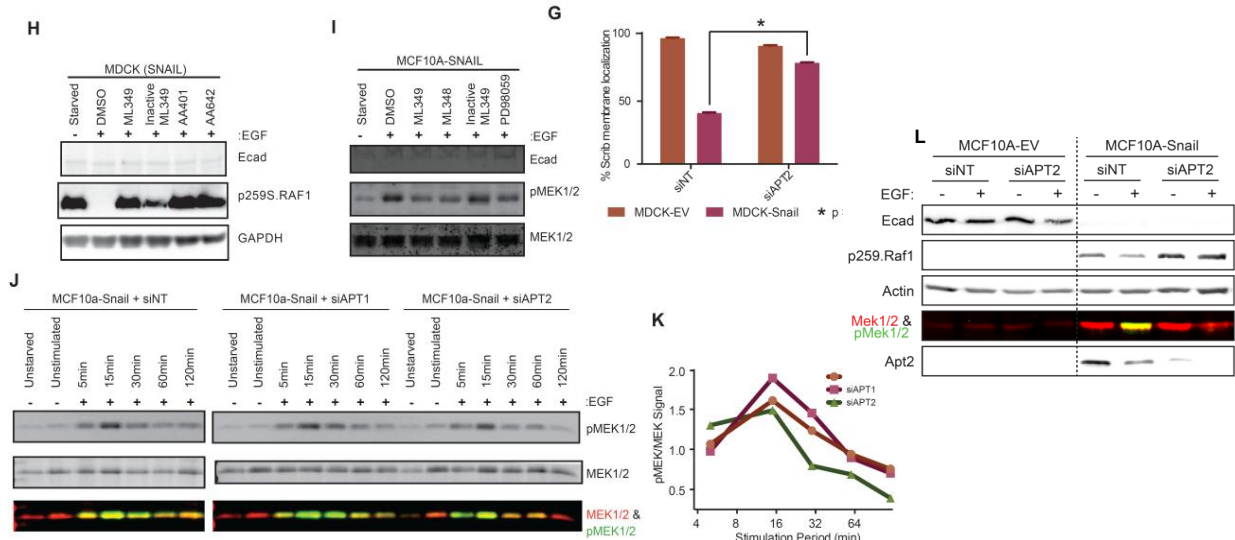 H
MDCK (SNAIL)
Starved
DMSO
ML349
Inactive
ML349
AA401
AA642
- + + + + + :EGF
Ecad
p259S.RAF1
GAPDH
I
MCF10A-SNAIL
Starved
DMSO
ML349
ML348
Inactive
ML349
PD98059
- + + + + + :EGF
Ecad
pMEK1/2
MEK1/2
G
*
% Scrib membrane localization
100
50
0
siNT
siAPT2
MDCK-EV MDCK-Snail * p :
L
MCF10A-EV MCF10A-Snail
siNT siAPT2 siNT siAPT2
EGF: - + - + - + - +
Ecad
p259.Raf1
Actin
Mek1/2 &
pMek1/2
Apt2
J
MCF10a-Snail + siNT MCF10a-Snail + siAPT1 MCF10a-Snail + siAPT2
Unstarved
Unstimulated
5min
15min
30min
60min
120min
Unstarved
Unstimulated
5min
15min
30min
60min
120min
Unstarved
Unstimulated
5min
15min
30min
60min
120min
- - + + + + + - - + + + + + - - + + + + + :EGF
pMEK1/2
MEK1/2
MEK1/2 &
pMEK1/2
K
siAPT1
siAPT2
pMEK/MEK Signal
2.0
1.5
1.0
0.5
4 8 16 32 64
Stimulation Period (min)